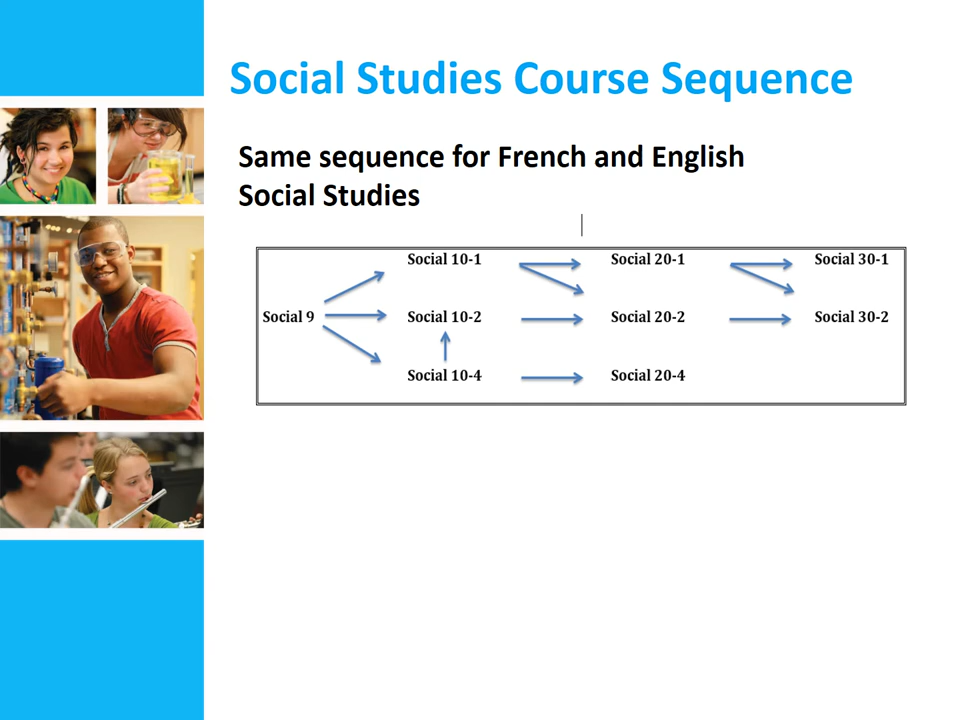 Social Studies Course Sequence
Same sequence for French and English
Social Studies
Social 10-1 Social 20-1 Social 30-1
Social 9 Social 10-2 Social 20-2 Social 30-2
Social 10-4 Social 20-4